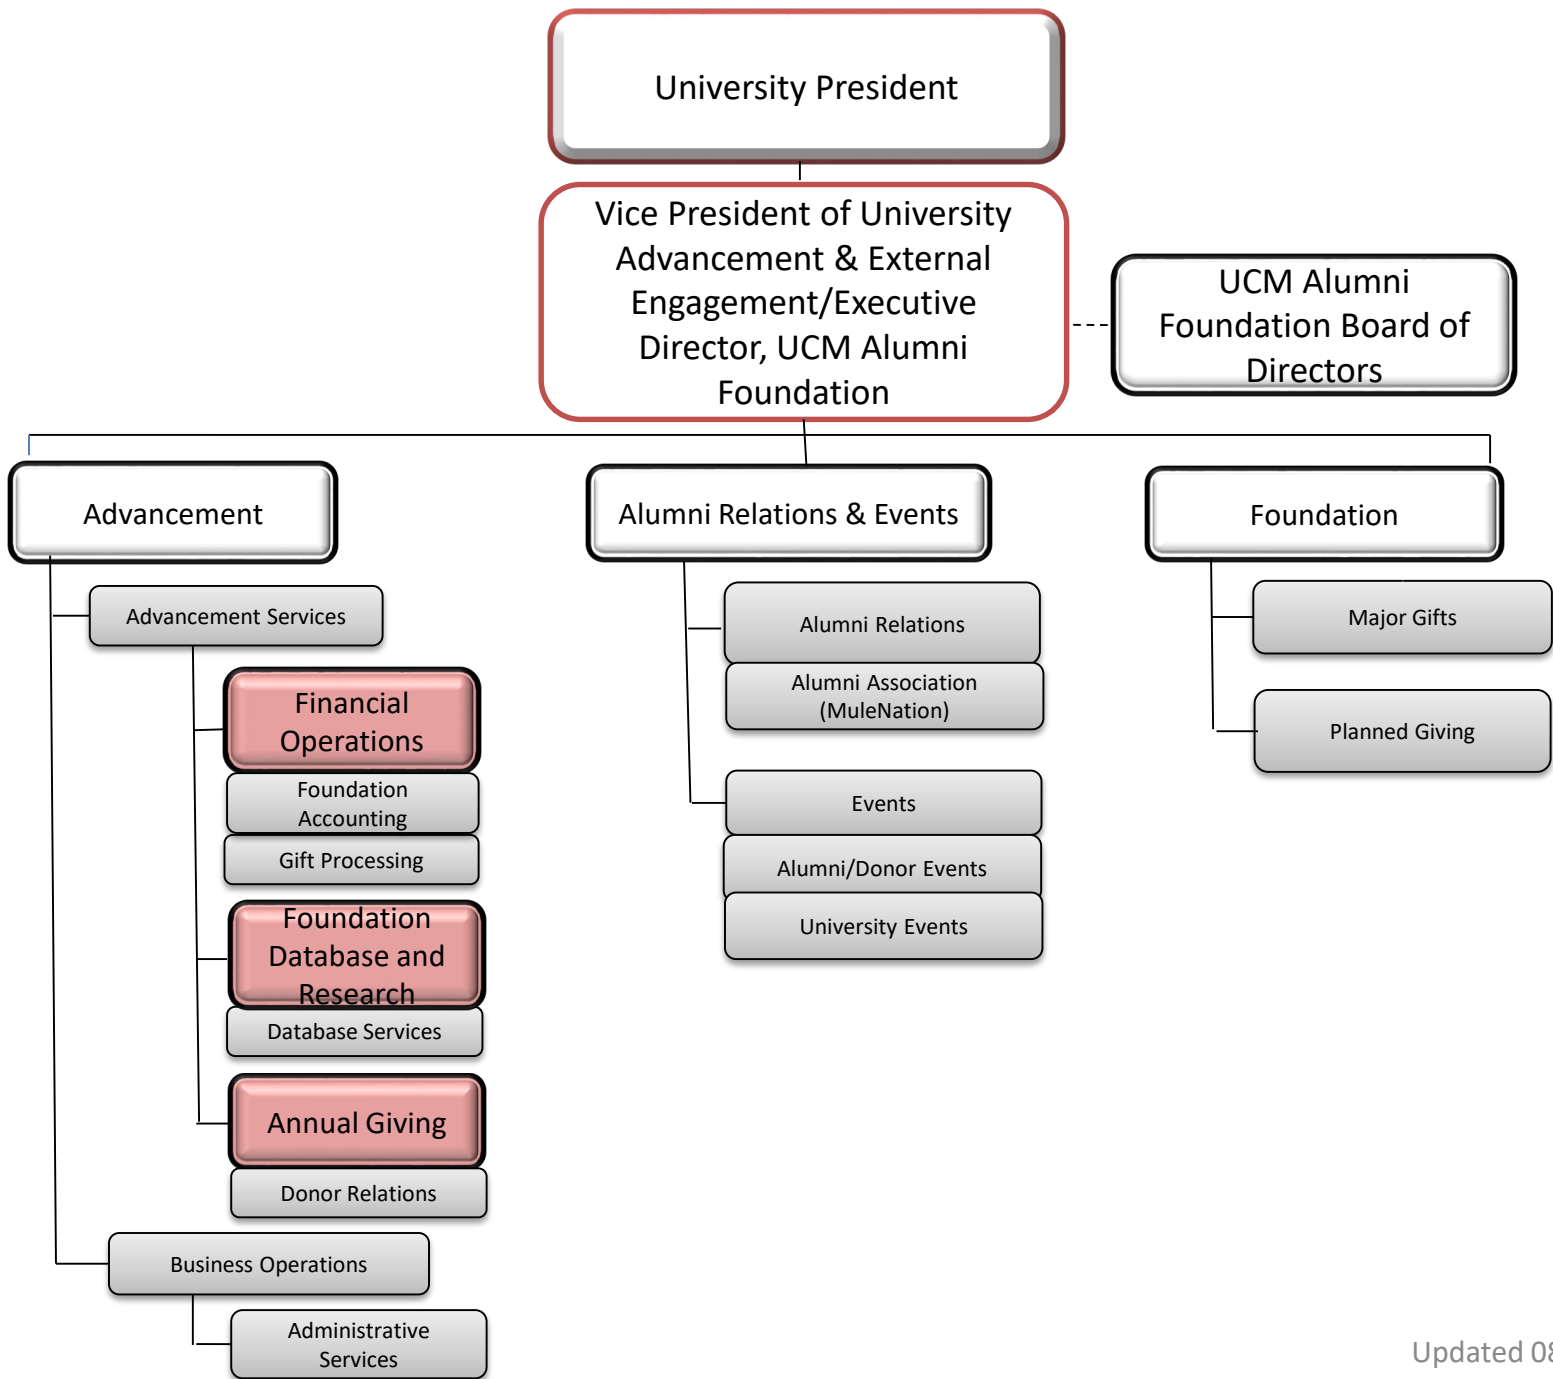 University President
Vice President of University
Advancement & External
Engagement/Executive
Director, UCM Alumni
Foundation
UCM Alumni
Foundation Board of
Directors
Advancement
Alumni Relations & Events
Foundation
Advancement Services
Financial
Operations
Foundation
Accounting
Gift Processing
Foundation
Database and
Research
Database Services
Annual Giving
Donor Relations
Business Operations
Administrative
Services
Alumni Relations
Alumni Association
(MuleNation)
Events
Alumni/Donor Events
University Events
Major Gifts
Planned Giving
Updated 08